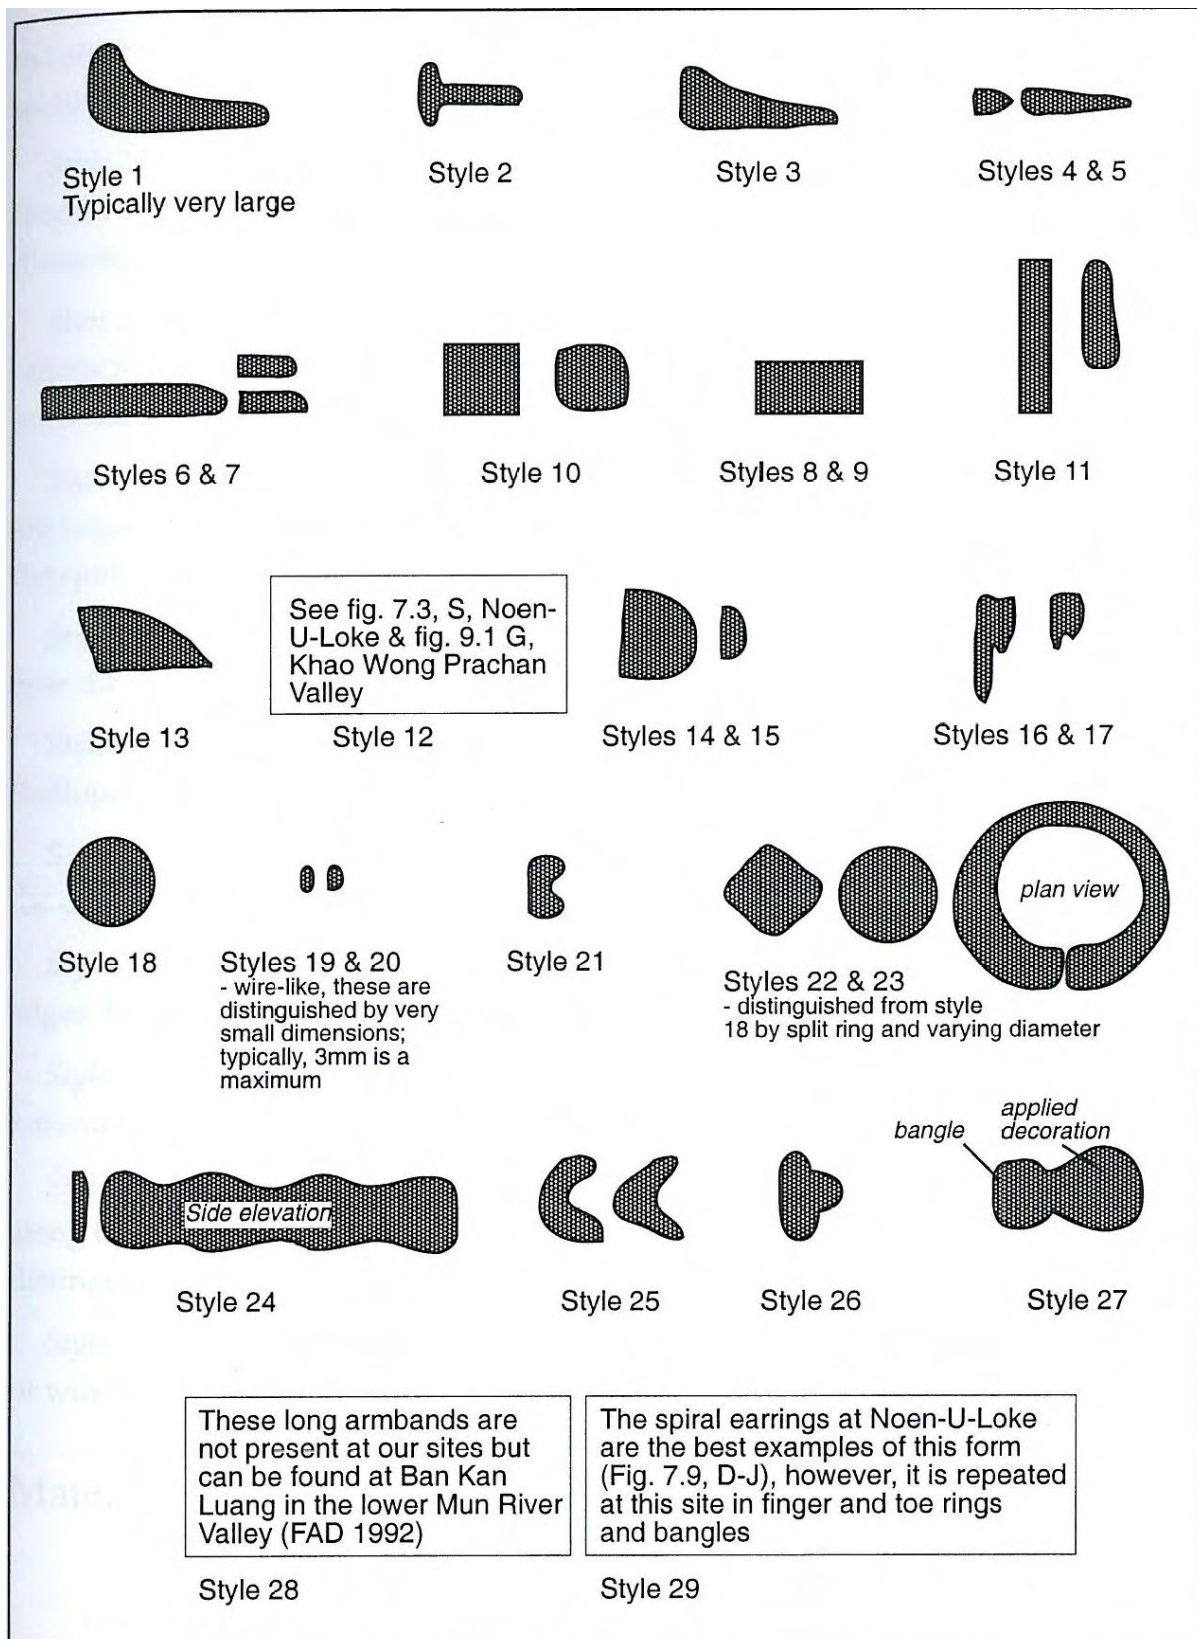 Style 1
Typically very large
Style 2
Style 3
Styles 4 & 5
Styles 6 & 7
Style 10
Styles 8 & 9
Style 11
Style 13
See fig. 7.3, S, Noen-
U-Loke & fig. 9.1 G,
Khao Wong Prachan
Valley
Style 12
Styles 14 & 15
Styles 16 & 17
Style 18
Styles 19 & 20
- wire-like, these are
distinguished by very
small dimensions;
typically, 3mm is a
maximum
Style 21
plan view
Styles 22 & 23
- distinguished from style
18 by split ring and varying diameter
Side elevation
Style 24
Style 25
Style 26
bangle
applied
decoration
Style 27
These long armbands are
not present at our sites but
can be found at Ban Kan
Luang in the lower Mun River
Valley (FAD 1992)
Style 28
The spiral earrings at Noen-U-Loke
are the best examples of this form
(Fig. 7.9, D-J), however, it is repeated
at this site in finger and toe rings
and bangles
Style 29